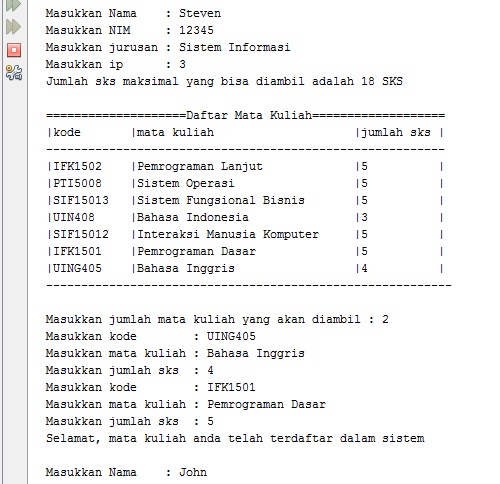 Masukkan Nama    : Steven
Masukkan NIM     : 12345
Masukkan jurusan : Sistem Informasi
Masukkan ip      : 3
Jumlah sks maksimal yang bisa diambil adalah 18 SKS
====================Daftar Mata Kuliah===================
|kode       |mata kuliah                    |jumlah sks |
---------------------------------------------------------
|IFK1502    |Pemrograman Lanjut             |5          |
|PTI5008    |Sistem Operasi                 |5          |
|SIF15013   |Sistem Fungsional Bisnis       |5          |
|UIN408     |Bahasa Indonesia               |3          |
|SIF15012   |Interaksi Manusia Komputer     |5          |
|IFK1501    |Pemrograman Dasar              |5          |
|UING405    |Bahasa Inggris                 |4          |
----------------------------------------------------------
Masukkan jumlah mata kuliah yang akan diambil : 2
Masukkan kode        : UING405
Masukkan mata kuliah : Bahasa Inggris
Masukkan jumlah sks  : 4
Masukkan kode        : IFK1501
Masukkan mata kuliah : Pemrograman Dasar
Masukkan jumlah sks  : 5
Selamat, mata kuliah anda telah terdaftar dalam sistem
Masukkan Nama    : John